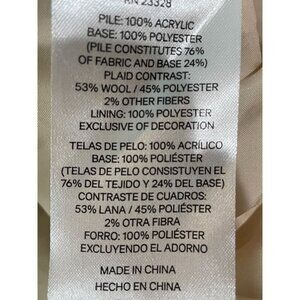 RN 23328
PILE: 100% ACRYLIC
BASE: 100% POLYESTER
(PILE CONSTITUTES 76%
OF FABRIC AND BASE 24%)
PLAID CONTRAST:
53% WOOL / 45% POLYESTER
2% OTHER FIBERS
LINING: 100% POLYESTER
EXCLUSIVE OF DECORATION
TELAS DE PELO: 100% ACRÍLICO
BASE: 100% POLIÉSTER
(TELAS DE PELO CONSISTUYEN EL
76% DEL TEJIDO Y 24% DEL BASE)
CONTRASTE DE CUADROS:
53% LANA / 45% POLIÉSTER
2% OTRA FIBRA
FORRO: 100% POLIÉSTER
EXCLUYENDO EL ADORNO
MADE IN CHINA
HECHO EN CHINA